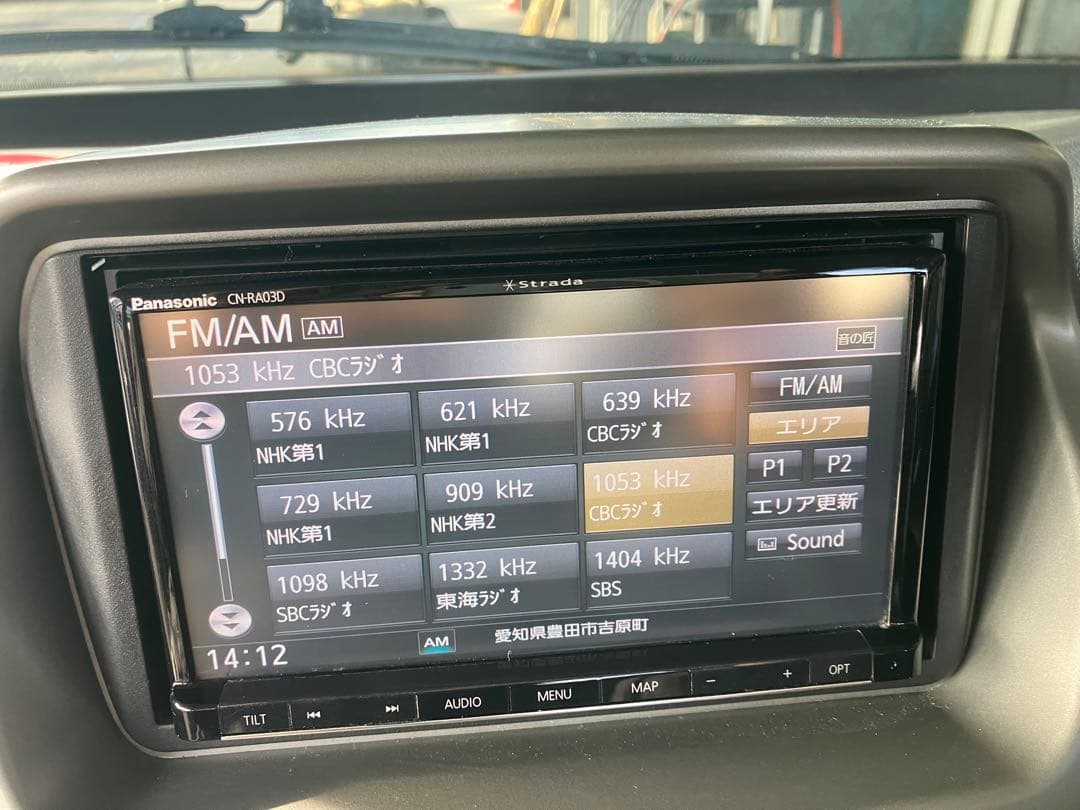 Panasonic CN-RA03D
Strada
FM/AM AM
音の匠
1053 kHz CBCラジオ
576 kHz
NHK第1
621 kHz
NHK第1
639 kHz
CBCラジオ
FM/AM
エリア
729 kHz
NHK第1
909 kHz
NHK第2
1053 kHz
CBCラジオ
P1 P2
エリア更新
1098 kHz
SBCラジオ
1332 kHz
東海ラジオ
1404 kHz
SBS
Sound
14:12
AM
愛知県豊田市吉原町
TILT
AUDIO
MENU
MAP
− +
OPT